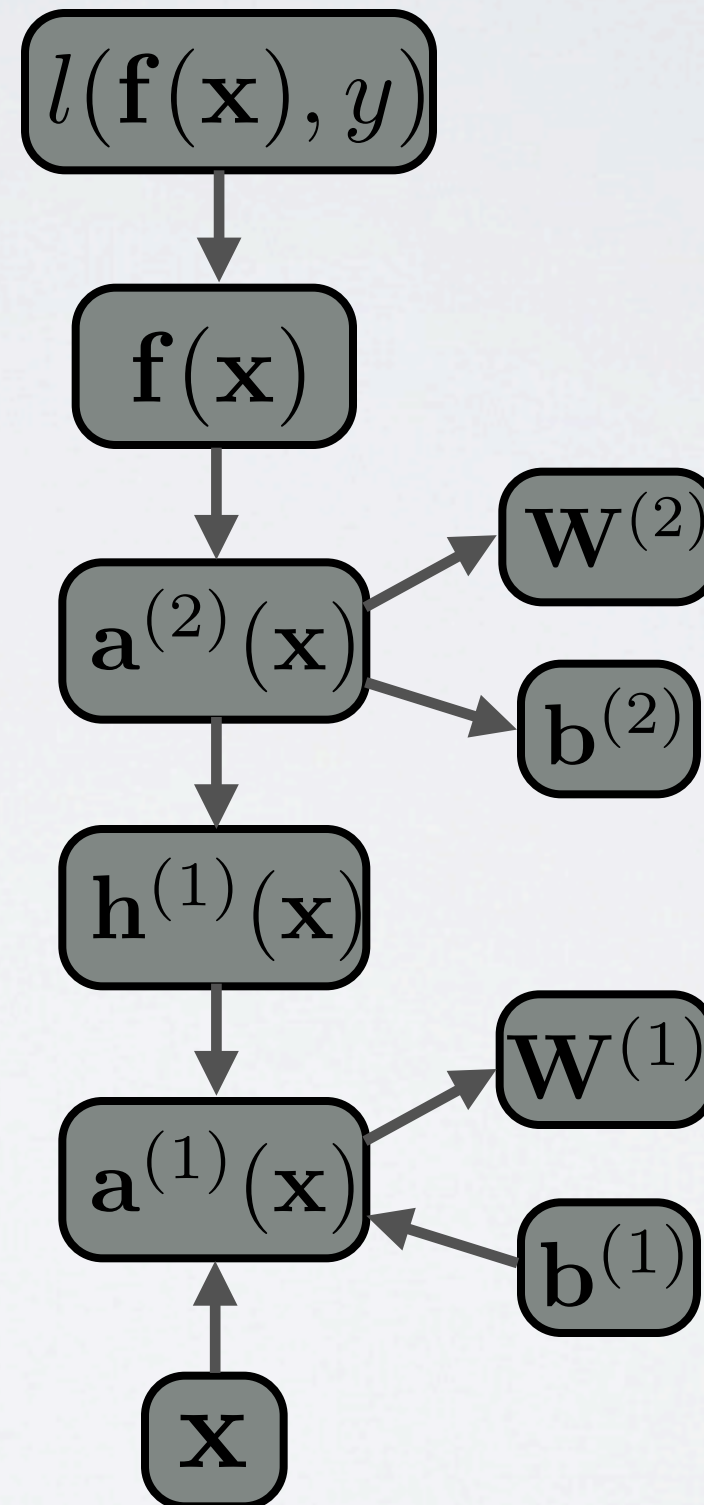 l(f(x), y)
f(x)
a^(2)(x)
W^(2)
b^(2)
h^(1)(x)
a^(1)(x)
W^(1)
b^(1)
x